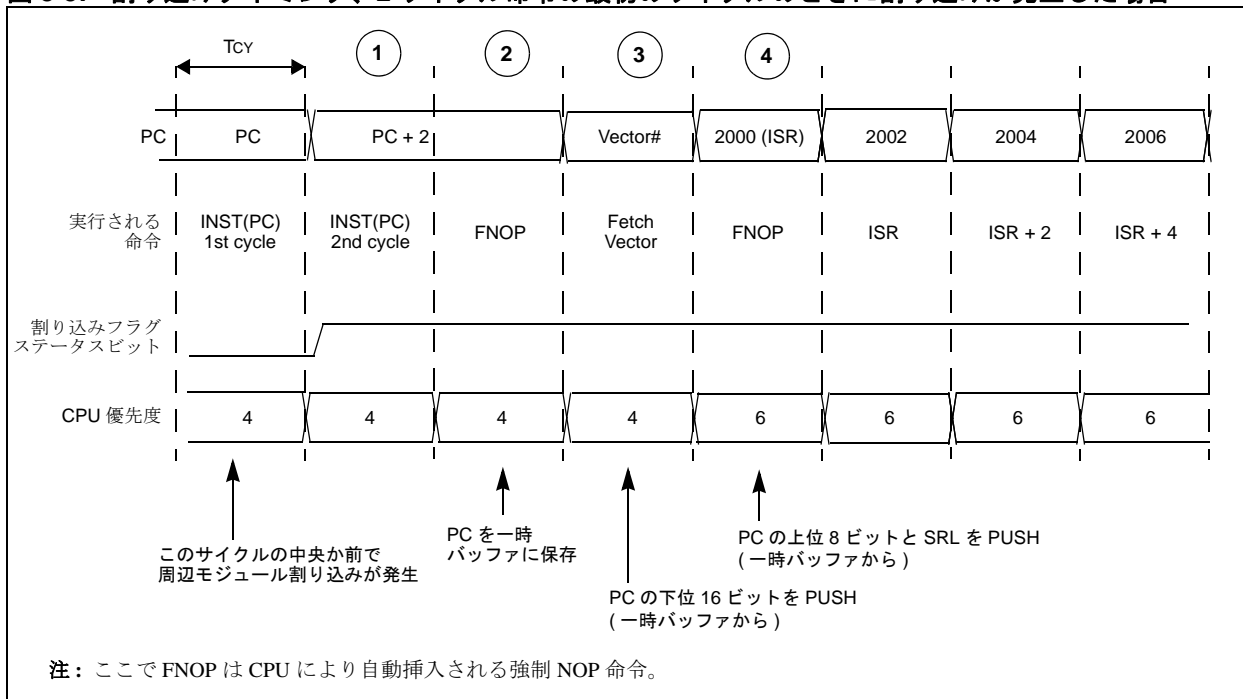 TCY
1 2 3 4
PC PC PC + 2 Vector# 2000 (ISR) 2002 2004 2006
実行される
命令
INST(PC)
1st cycle
INST(PC)
2nd cycle
FNOP
Fetch
Vector
FNOP
ISR
ISR + 2
ISR + 4
割り込みフラグ
ステータスビット
CPU 優先度 4 4 4 4 6 6 6 6
このサイクルの中央か前で
周辺モジュール割り込みが発生
PC を一時
バッファに保存
PC の下位 16 ビットを PUSH
( 一時バッファから )
PC の上位 8 ビットと SRL を PUSH
( 一時バッファから )
注 : ここで FNOP は CPU により自動挿入される強制 NOP 命令。